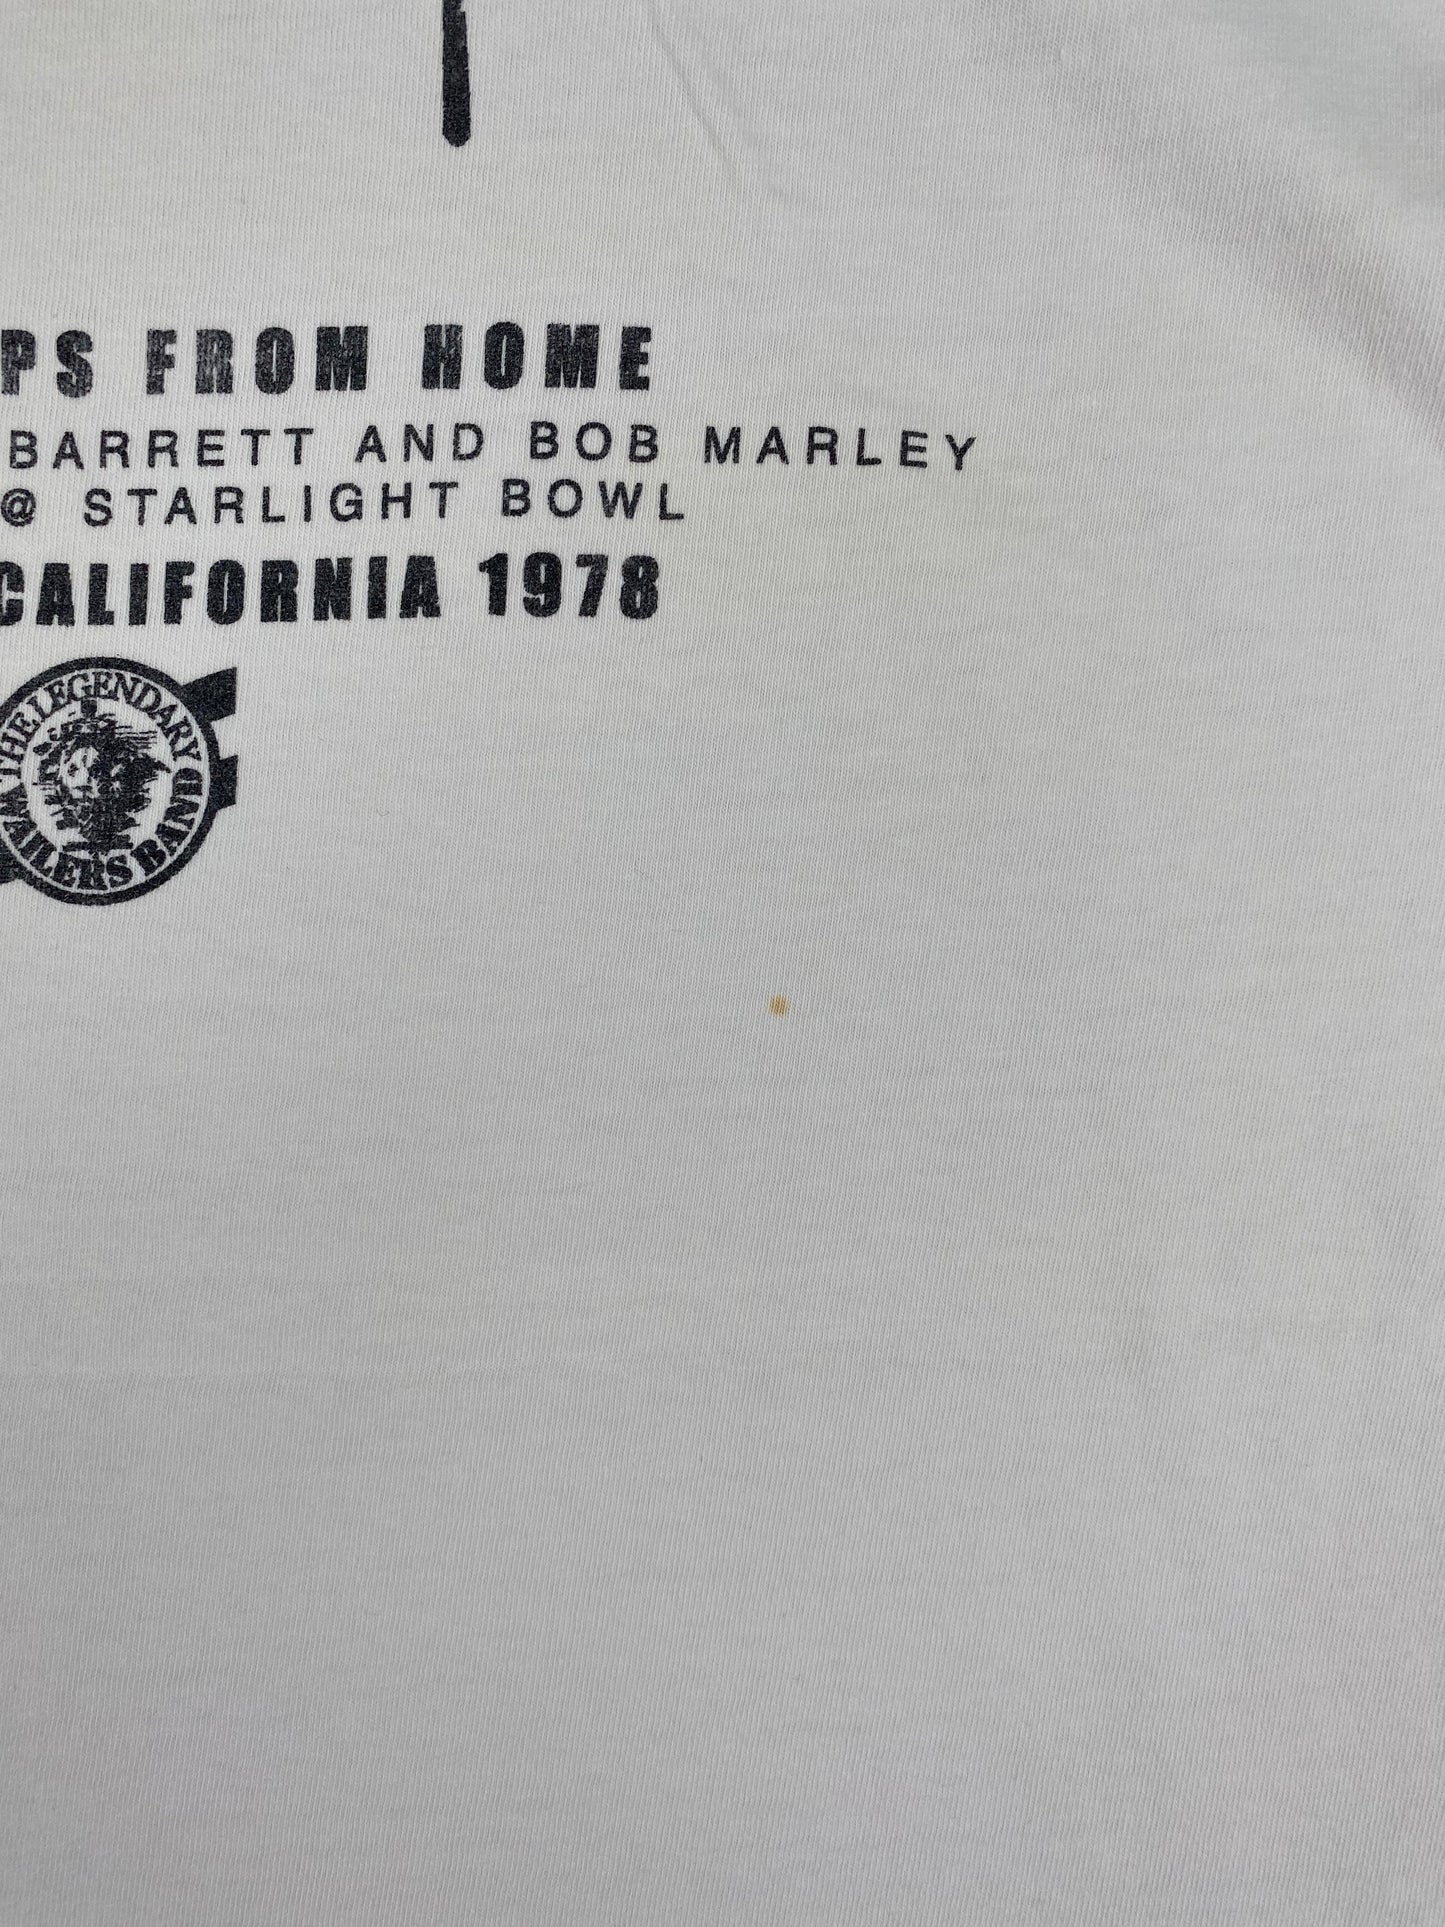 PS FROM HOME
BARRETT AND BOB MARLEY
@ STARLIGHT BOWL
CALIFORNIA 1978
THE LEGENDARY
WAILERS BAND